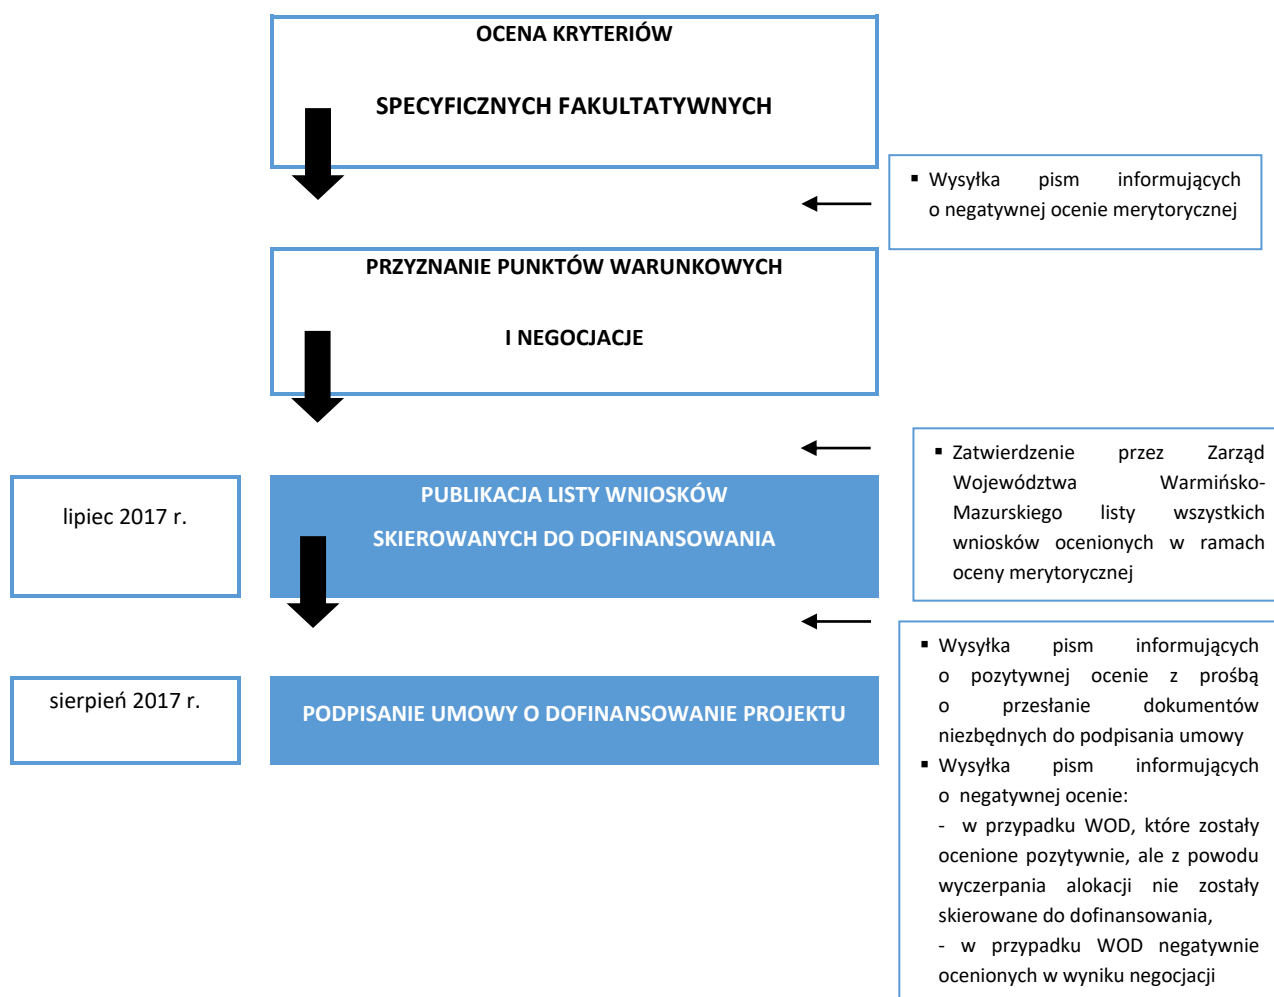 OCENA KRYTERIÓW
SPECYFICZNYCH FAKULTATYWNYCH
▪ Wysyłka pism informujących
o negatywnej ocenie merytorycznej
PRZYZNANIE PUNKTÓW WARUNKOWYCH
I NEGOCJACJE
▪ Zatwierdzenie przez Zarząd
Województwa Warmińsko-
Mazurskiego listy wszystkich
wniosków ocenionych w ramach
oceny merytorycznej
lipiec 2017 r.
PUBLIKACJA LISTY WNIOSKÓW
SKIEROWANYCH DO DOFINANSOWANIA
▪ Wysyłka pism informujących
o pozytywnej ocenie z prośbą
o przesłanie dokumentów
niezbędnych do podpisania umowy
▪ Wysyłka pism informujących
o negatywnej ocenie:
- w przypadku WOD, które zostały
ocenione pozytywnie, ale z powodu
wyczerpania alokacji nie zostały
skierowane do dofinansowania,
- w przypadku WOD negatywnie
ocenionych w wyniku negocjacji
sierpień 2017 r.
PODPISANIE UMOWY O DOFINANSOWANIE PROJEKTU